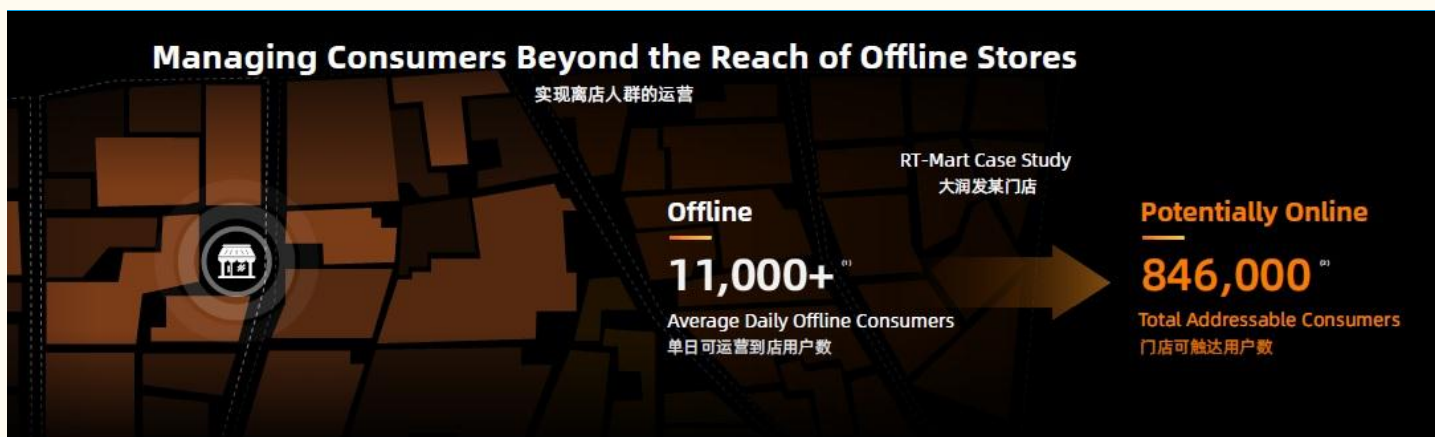 Managing Consumers Beyond the Reach of Offline Stores
实现离店人群的运营
RT-Mart Case Study
大润发某门店
Offline
11,000+ (1)
Average Daily Offline Consumers
单日可运营到店用户数
Potentially Online
846,000 (2)
Total Addressable Consumers
门店可触达用户数